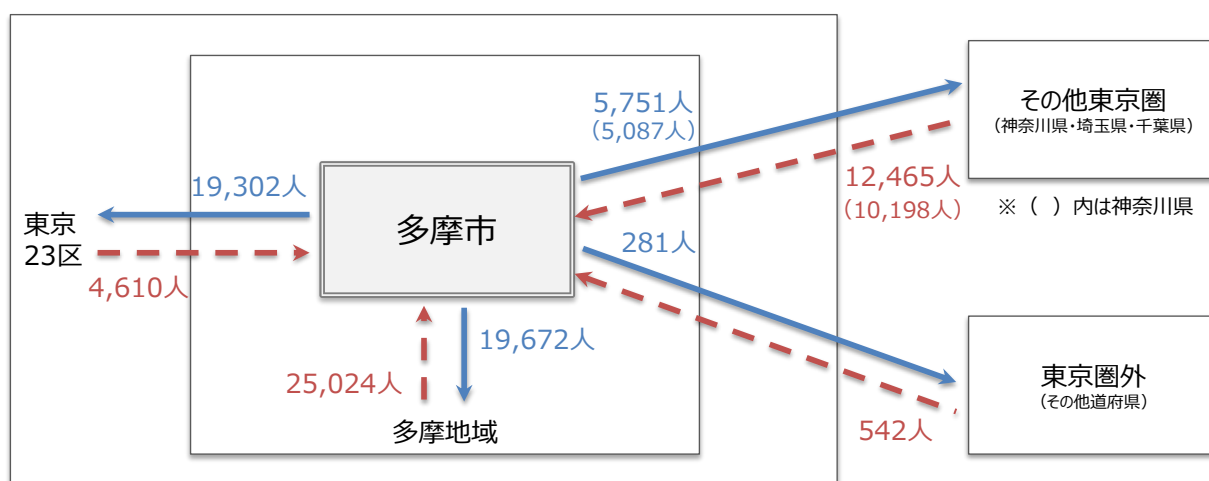 5,751人
（5,087人）
その他東京圏
（神奈川県・埼玉県・千葉県）
12,465人
（10,198人）
※（ ）内は神奈川県
19,302人
東京
23区
4,610人
多摩市
281人
19,672人
25,024人
多摩地域
東京圏外
（その他道府県）
542人